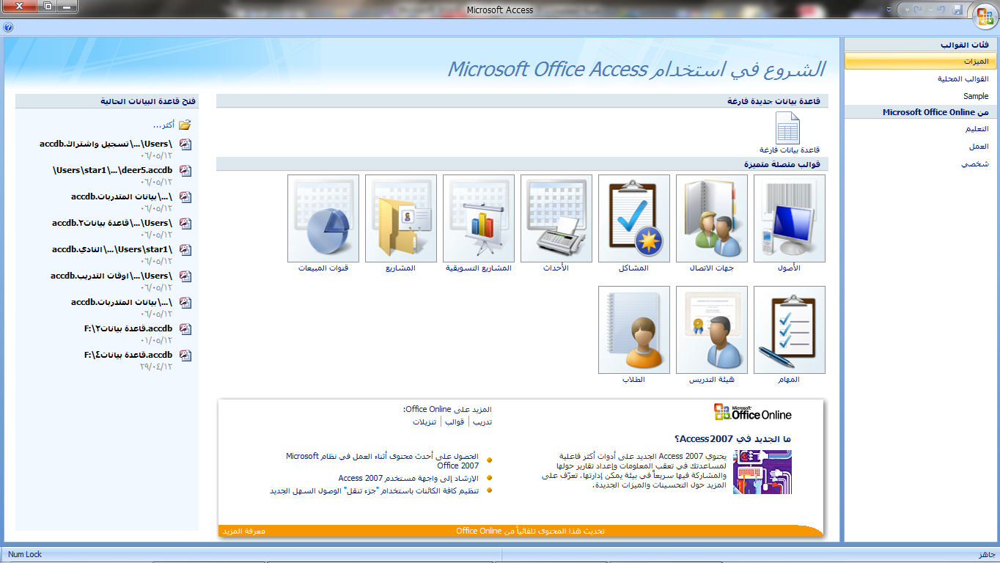 Microsoft Access
فئات القوالب
الميزات
القوالب المحلية
Sample
من Microsoft Office Online
التعليم
العمل
شخصي
الشروع في استخدام Microsoft Office Access
قاعدة بيانات جديدة فارغة
قاعدة بيانات فارغة
قوالب متصلة متميزة
الأصول
جهات الاتصال
المشاكل
الأحداث
المشاريع التسويقية
المشاريع
قنوات المبيعات
المهام
هيئة التدريس
الطلاب
Microsoft Office Online
ما الجديد في Access2007؟
يحتوي Access 2007 الجديد على أدوات أكثر فاعلية
لمساعدتك في تعقب المعلومات وإعداد تقارير حولها
والمشاركة فيها سريعاً في بيئة يمكن إدارتها. تعرّف على
المزيد حول التحسينات والميزات الجديدة.
المزيد على Office Online:
تدريب | قوالب | تنزيلات
الحصول على أحدث محتوى أثناء العمل في نظام Microsoft
Office 2007
الإرشاد إلى واجهة مستخدم Access 2007
تنظيم كافة الكائنات باستخدام "جزء تنقل" الوصول السهل الجديد
تحديث هذا المحتوى تلقائياً من Office Online
معرفة المزيد
فتح قاعدة البيانات الحالية
أكثر...
\Users\...\تسجيل واشتراك.accdb
٠٦/٠٥/١٢
\Users\star1\...\deer5.accdb
٠٦/٠٥/١٢
\...\بيانات المتدربات.accdb
٠٦/٠٥/١٢
\Users\...\قاعدة بيانات٢.accdb
٠٦/٠٥/١٢
\Users\star1\...\النادي.accdb
٠٦/٠٥/١٢
\Users\...\اوقات التدريب.accdb
٠٦/٠٥/١٢
\...\بيانات المتدربات.accdb
٠٦/٠٥/١٢
F:\قاعدة بيانات٢.accdb
٠١/٠٥/١٢
F:\قاعدة بيانات٤.accdb
٢٩/٠٤/١٢
جاهز
Num Lock